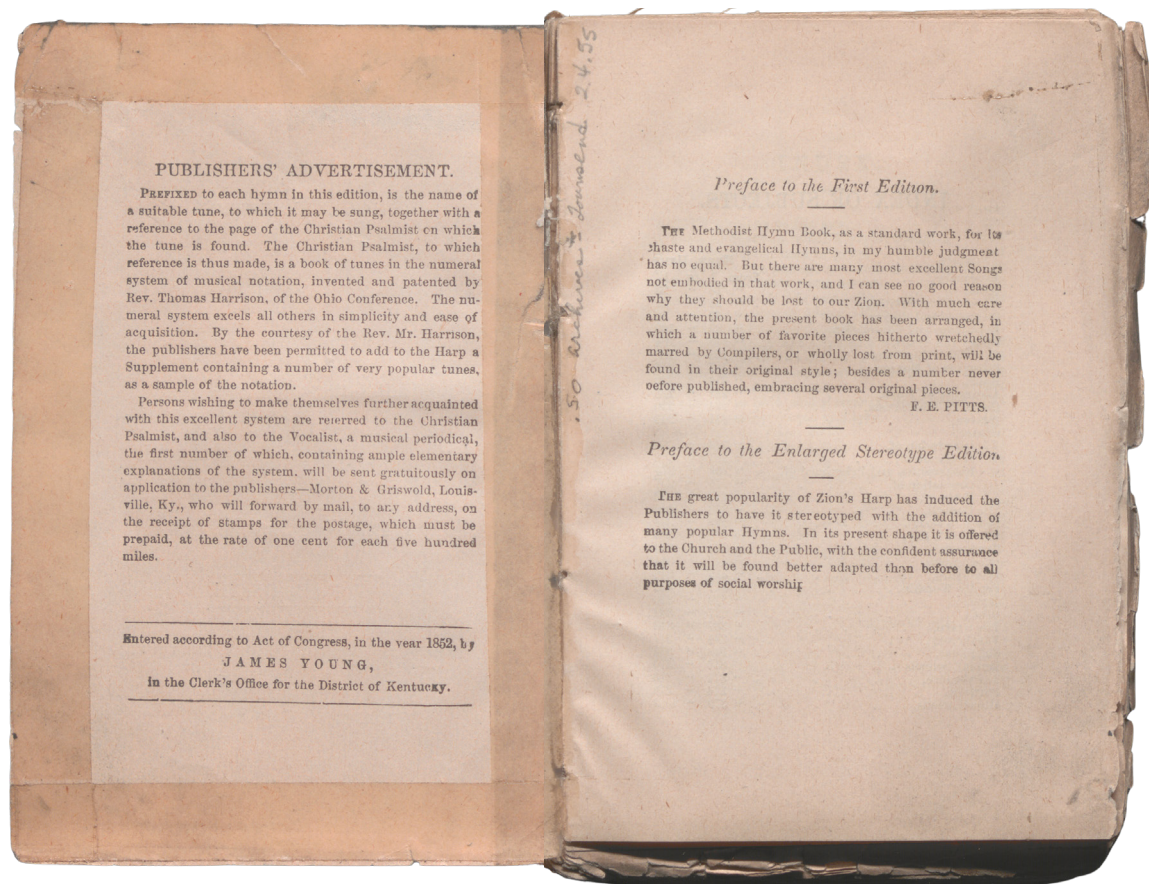 PUBLISHERS' ADVERTISEMENT.
PREFIXED to each hymn in this edition, is the name of
a suitable tune, to which it may be sung, together with a
reference to the page of the Christian Psalmist on which
the tune is found. The Christian Psalmist, to which
reference is thus made, is a book of tunes in the numeral
system of musical notation, invented and patented by
Rev. Thomas Harrison, of the Ohio Conference. The nu-
meral system excels all others in simplicity and ease of
acquisition. By the courtesy of the Rev. Mr. Harrison,
the publishers have been permitted to add to the Harp a
Supplement containing a number of very popular tunes,
as a sample of the notation.
Persons wishing to make themselves further acquainted
with this excellent system are referred to the Christian
Psalmist, and also to the Vocalist, a musical periodical,
the first number of which, containing ample elementary
explanations of the system, will be sent gratuitously on
application to the publishers—Morton & Griswold, Louis-
ville, Ky., who will forward by mail, to any address, on
the receipt of stamps for the postage, which must be
prepaid, at the rate of one cent for each five hundred
miles.
Entered according to Act of Congress, in the year 1852, by
JAMES YOUNG,
in the Clerk's Office for the District of Kentucky.
.50 archives & Townsend 2.4.55
Preface to the First Edition.
THE Methodist Hymn Book, as a standard work, for its
chaste and evangelical Hymns, in my humble judgment
has no equal. But there are many most excellent Songs
not embodied in that work, and I can see no good reason
why they should be lost to our Zion. With much care
and attention, the present book has been arranged, in
which a number of favorite pieces hitherto wretchedly
marred by Compilers, or wholly lost from print, will be
found in their original style; besides a number never
before published, embracing several original pieces.
F. E. PITTS.
Preface to the Enlarged Stereotype Edition
THE great popularity of Zion's Harp has induced the
Publishers to have it stereotyped with the addition of
many popular Hymns. In its present shape it is offered
to the Church and the Public, with the confident assurance
that it will be found better adapted than before to all
purposes of social worship